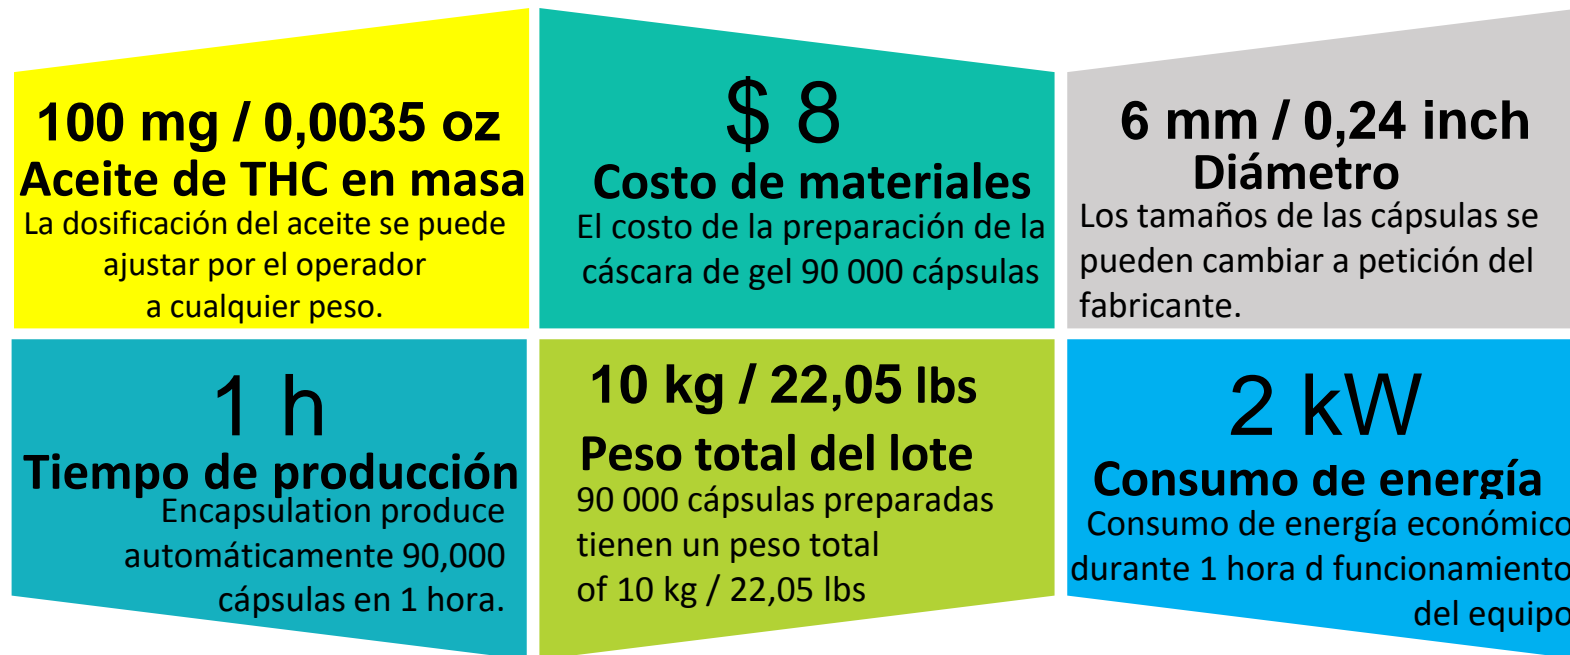 100 mg / 0,0035 oz
Aceite de THC en masa
La dosificación del aceite se puede
ajustar por el operador
a cualquier peso.
$ 8
Costo de materiales
El costo de la preparación de la
cáscara de gel 90 000 cápsulas
6 mm / 0,24 inch
Diámetro
Los tamaños de las cápsulas se
pueden cambiar a petición del
fabricante.
1 h
Tiempo de producción
Encapsulation produce
automáticamente 90,000
cápsulas en 1 hora.
10 kg / 22,05 lbs
Peso total del lote
90 000 cápsulas preparadas
tienen un peso total
of 10 kg / 22,05 lbs
2 kW
Consumo de energía
Consumo de energía económico
durante 1 hora d funcionamiento
del equipo